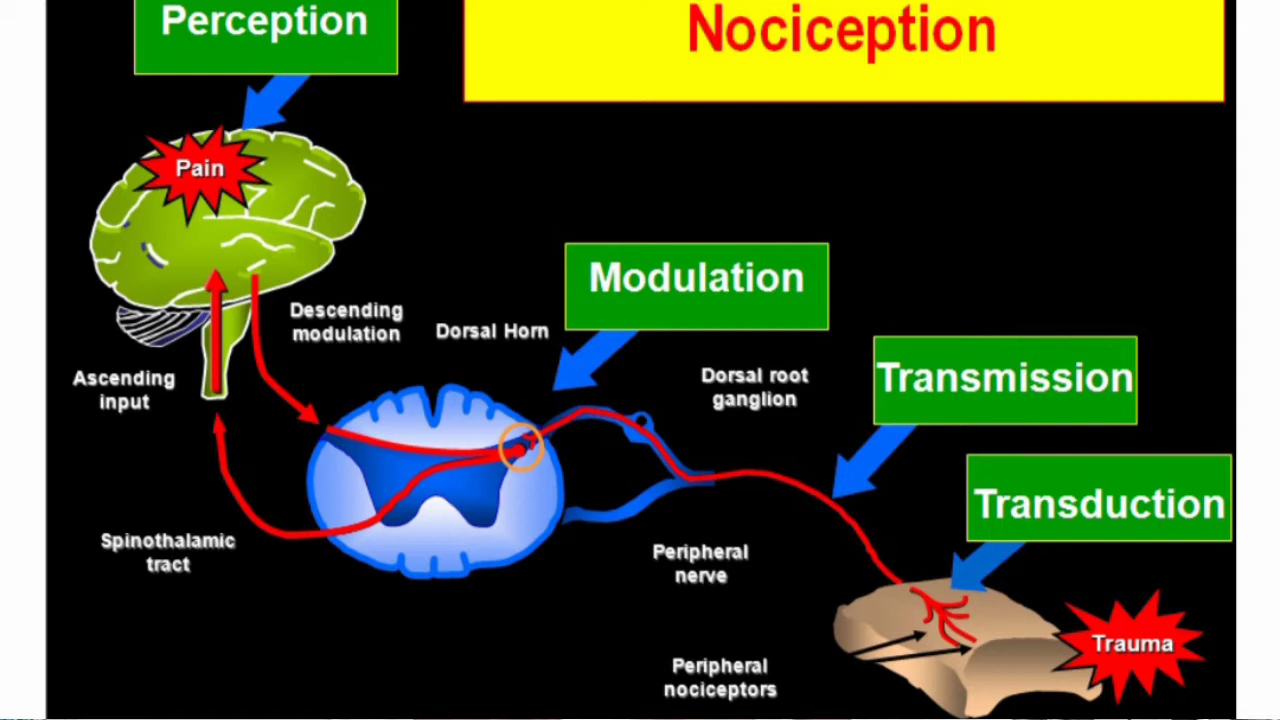 Perception
Nociception
Pain
Modulation
Descending
modulation
Dorsal Horn
Transmission
Ascending
input
Dorsal root
ganglion
Transduction
Spinothalamic
tract
Peripheral
nerve
Trauma
Peripheral
nociceptors